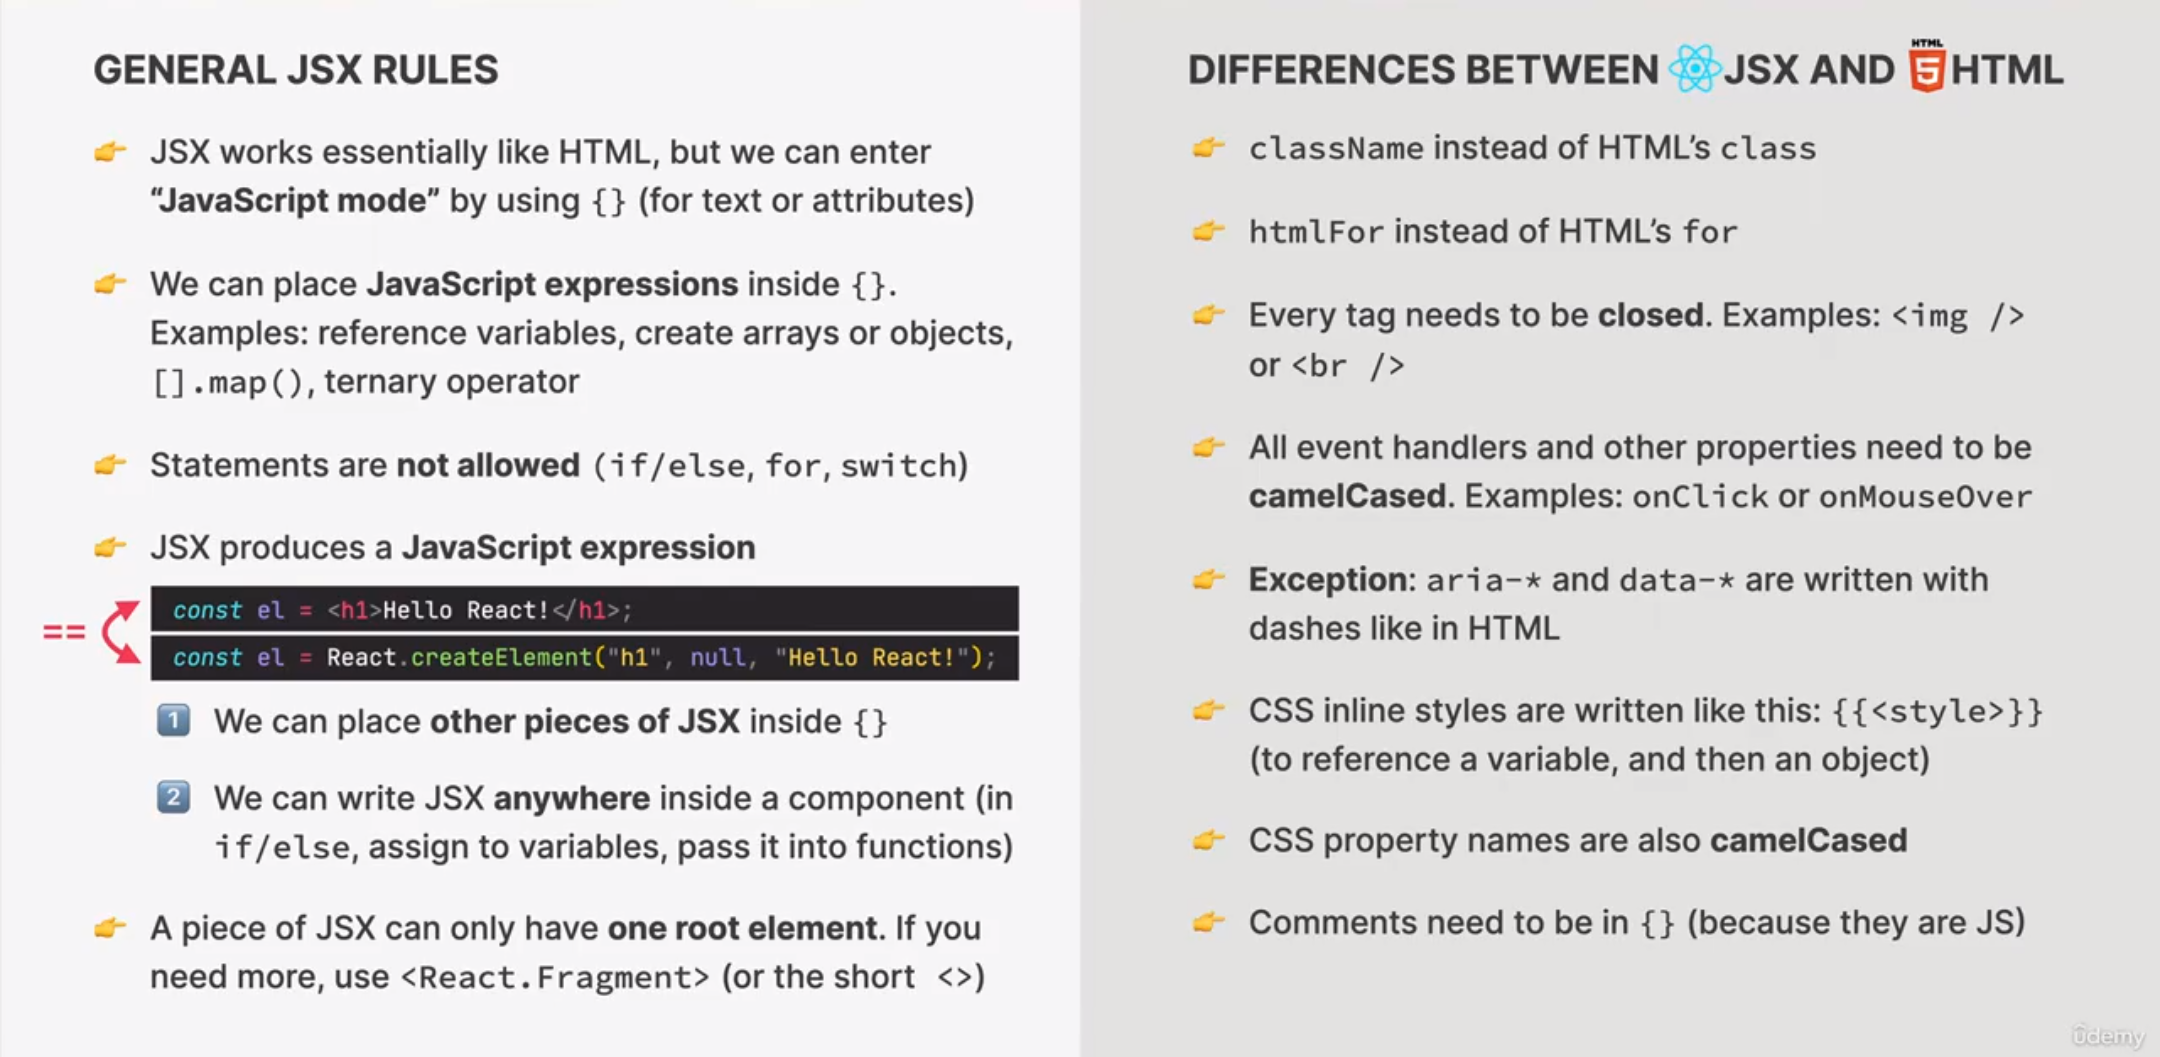 GENERAL JSX RULES
👉 JSX works essentially like HTML, but we can enter
“JavaScript mode” by using {} (for text or attributes)
👉 We can place JavaScript expressions inside {}.
Examples: reference variables, create arrays or objects,
[].map(), ternary operator
👉 Statements are not allowed (if/else, for, switch)
👉 JSX produces a JavaScript expression
const el = <h1>Hello React!</h1>;
==
const el = React.createElement("h1", null, "Hello React!");
1 We can place other pieces of JSX inside {}
2 We can write JSX anywhere inside a component (in
if/else, assign to variables, pass it into functions)
👉 A piece of JSX can only have one root element. If you
need more, use <React.Fragment> (or the short <>)
DIFFERENCES BETWEEN JSX AND HTML 5 HTML
👉 className instead of HTML’s class
👉 htmlFor instead of HTML’s for
👉 Every tag needs to be closed. Examples: <img />
or <br />
👉 All event handlers and other properties need to be
camelCased. Examples: onClick or onMouseOver
👉 Exception: aria-* and data-* are written with
dashes like in HTML
👉 CSS inline styles are written like this: {{<style>}}
(to reference a variable, and then an object)
👉 CSS property names are also camelCased
👉 Comments need to be in {} (because they are JS)
ûdemy